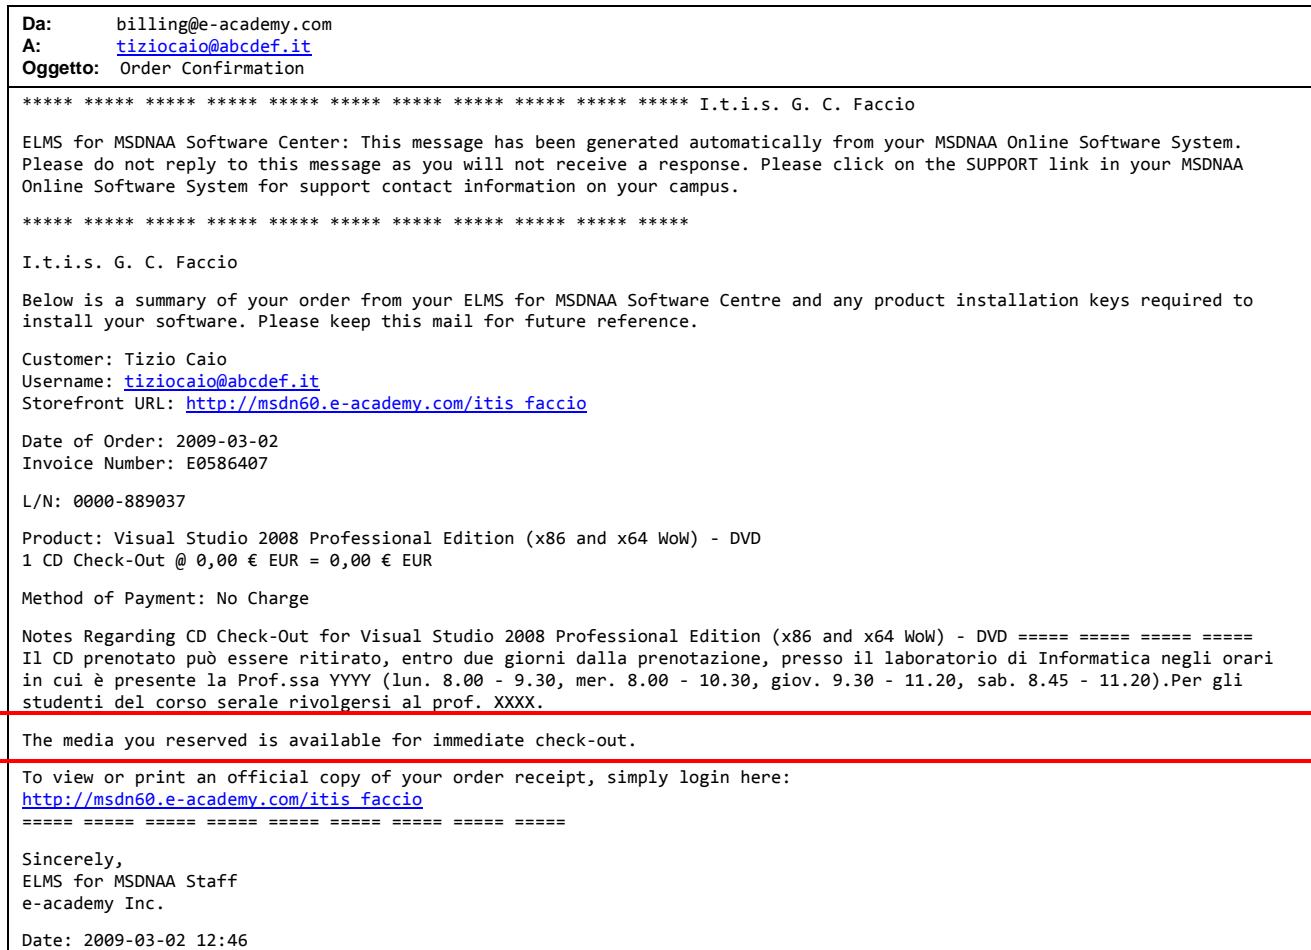 Da: billing@e-academy.com
A: tiziocaio@abcdef.it
Oggetto: Order Confirmation
***** ***** ***** ***** ***** ***** ***** ***** ***** ***** ***** I.t.i.s. G. C. Faccio
ELMS for MSDNAA Software Center: This message has been generated automatically from your MSDNAA Online Software System.
Please do not reply to this message as you will not receive a response. Please click on the SUPPORT link in your MSDNAA
Online Software System for support contact information on your campus.
***** ***** ***** ***** ***** ***** ***** ***** ***** ***** *****
I.t.i.s. G. C. Faccio
Below is a summary of your order from your ELMS for MSDNAA Software Centre and any product installation keys required to
install your software. Please keep this mail for future reference.
Customer: Tizio Caio
Username: tiziocaio@abcdef.it
Storefront URL: http://msdn60.e-academy.com/itis_faccio
Date of Order: 2009-03-02
Invoice Number: E0586407
L/N: 0000-889037
Product: Visual Studio 2008 Professional Edition (x86 and x64 WoW) - DVD
1 CD Check-Out @ 0,00 € EUR = 0,00 € EUR
Method of Payment: No Charge
Notes Regarding CD Check-Out for Visual Studio 2008 Professional Edition (x86 and x64 WoW) - DVD ===== ===== ===== =====
Il CD prenotato può essere ritirato, entro due giorni dalla prenotazione, presso il laboratorio di Informatica negli orari
in cui è presente la Prof.ssa YYYY (lun. 8.00 - 9.30, mer. 8.00 - 10.30, giov. 9.30 - 11.20, sab. 8.45 - 11.20).Per gli
studenti del corso serale rivolgersi al prof. XXXX.
The media you reserved is available for immediate check-out.
To view or print an official copy of your order receipt, simply login here:
http://msdn60.e-academy.com/itis_faccio
===== ===== ===== ===== ===== ===== ===== ===== =====
Sincerely,
ELMS for MSDNAA Staff
e-academy Inc.
Date: 2009-03-02 12:46